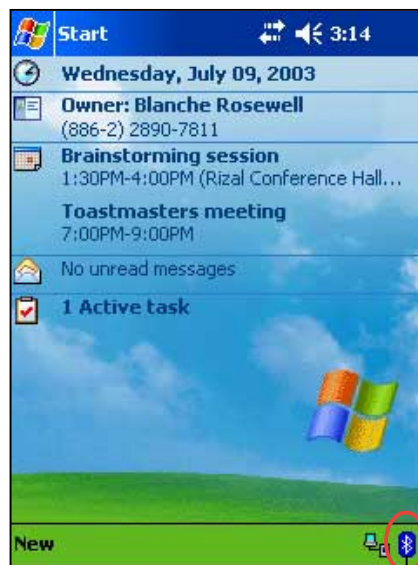 Start 3:14
Wednesday, July 09, 2003
Owner: Blanche Rosewell
(886-2) 2890-7811
Brainstorming session
1:30PM-4:00PM (Rizal Conference Hall...
Toastmasters meeting
7:00PM-9:00PM
No unread messages
1 Active task
New